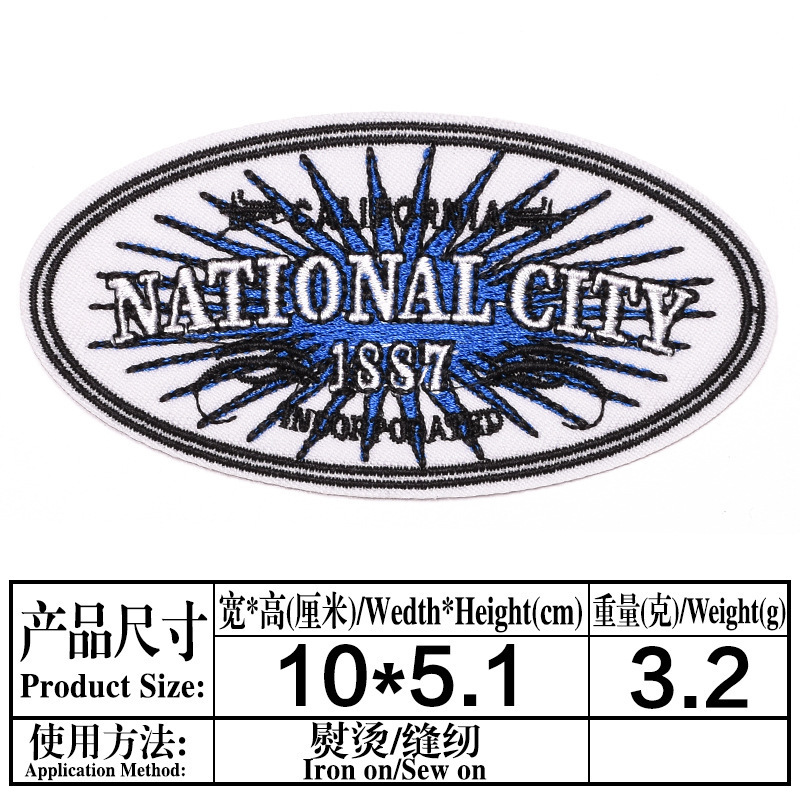 CALIFORNIA
NATIONAL CITY
1887
INCORPORATED
产品尺寸
Product Size:
宽*高(厘米)/Wedth*Height(cm)
10*5.1
重量(克)/Weight(g)
3.2
使用方法:
Application Method:
熨烫/缝纫
Iron on/Sew on